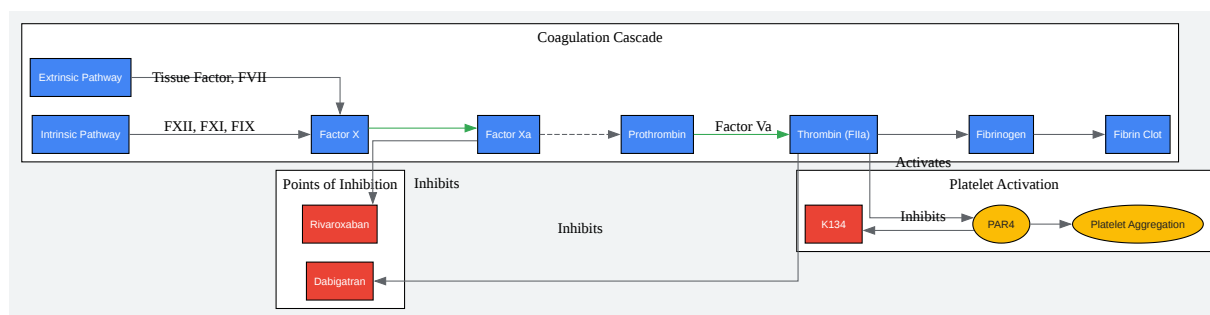 Coagulation Cascade
Extrinsic Pathway
Tissue Factor, FVII
Intrinsic Pathway
FXII, FXI, FIX
Factor X
Factor Xa
Prothrombin
Factor Va
Thrombin (FIIa)
Fibrinogen
Fibrin Clot
Activates
Points of Inhibition
Inhibits
Platelet Activation
Rivaroxaban
Inhibits
K134
Inhibits
PAR4
Platelet Aggregation
Dabigatran